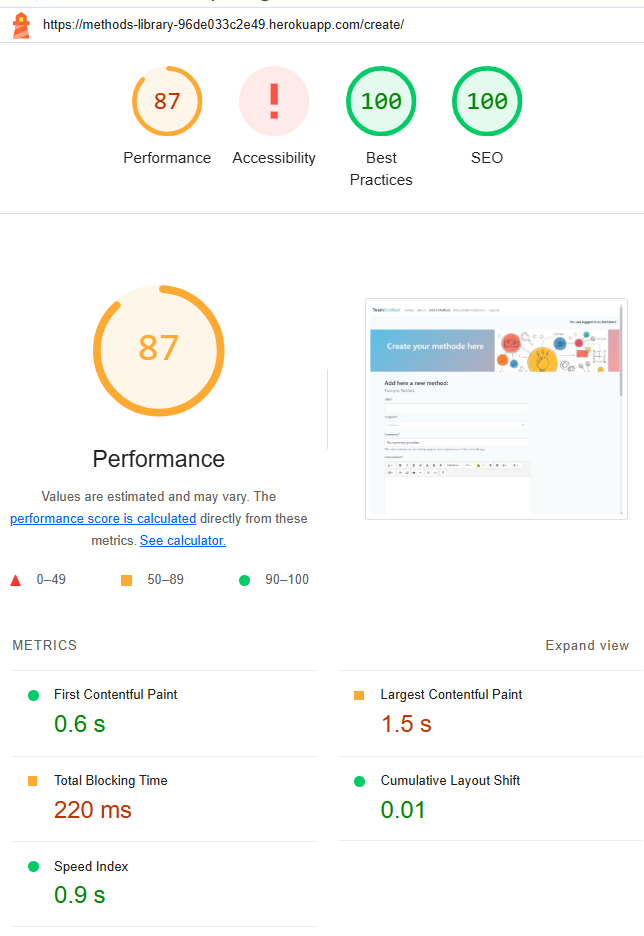 https://methods-library-96de033c2e49.herokuapp.com/create/
87
!
100
100
Performance
Accessibility
Best
Practices
SEO
87
Performance
Values are estimated and may vary. The
performance score is calculated directly from these
metrics. See calculator.
0–49
50–89
90–100
Create your methode here
Add here a new method:
METRICS
Expand view
First Contentful Paint
0.6 s
Largest Contentful Paint
1.5 s
Total Blocking Time
220 ms
Cumulative Layout Shift
0.01
Speed Index
0.9 s